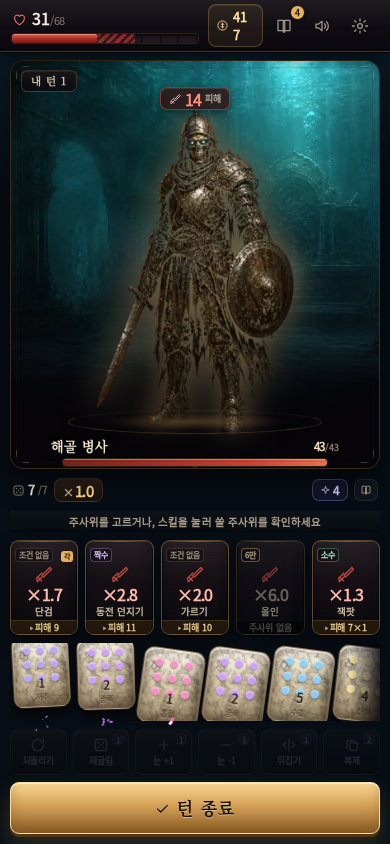 31/68
41
7
4
내 턴 1
14 피해
해골 병사
43/43
7/7
×1.0
4
주사위를 고르거나, 스킬을 눌러 쓸 주사위를 확인하세요
조건 없음 각
×1.7
단검
▸피해 9
짝수
×2.8
동전 던지기
▸피해 11
조건 없음
×2.0
가르기
▸피해 10
6만
×6.0
올인
주사위 없음
소수
×1.3
잭팟
▸피해 7×1
1
2
1
2
5
4
되돌리기
재굴림
1
눈 +1
1
눈 -1
1
뒤집기
1
복제
2
턴 종료